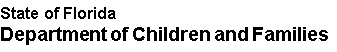 State of Florida
Department of Children and Families